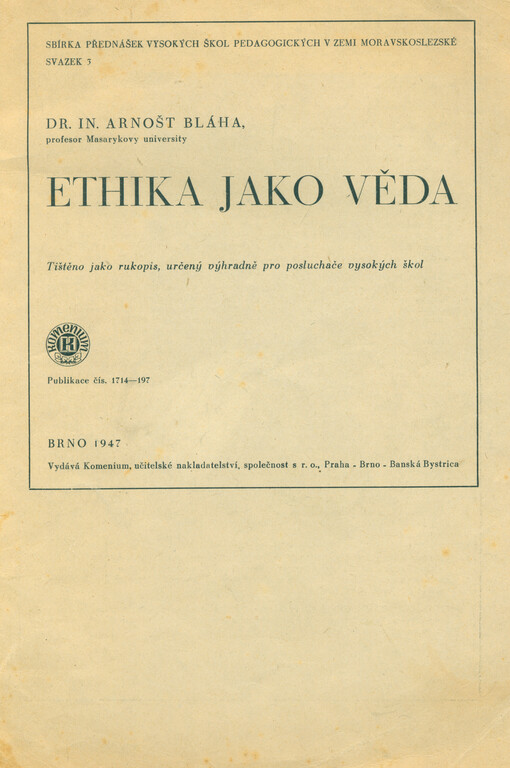 SBÍRKA PŘEDNÁŠEK VYSOKÝCH ŠKOL PEDAGOGICKÝCH V ZEMI MORAVSKOSLEZSKÉ
SVAZEK 3
DR. IN. ARNOŠT BLÁHA,
profesor Masarykovy university
ETHIKA JAKO VĚDA
Tištěno jako rukopis, určený výhradně pro posluchače vysokých škol
komenium
K
Publikace čís. 1714—197
BRNO 1947
Vydává Komenium, učitelské nakladatelství, společnost s r. o., Praha - Brno - Banská Bystrica